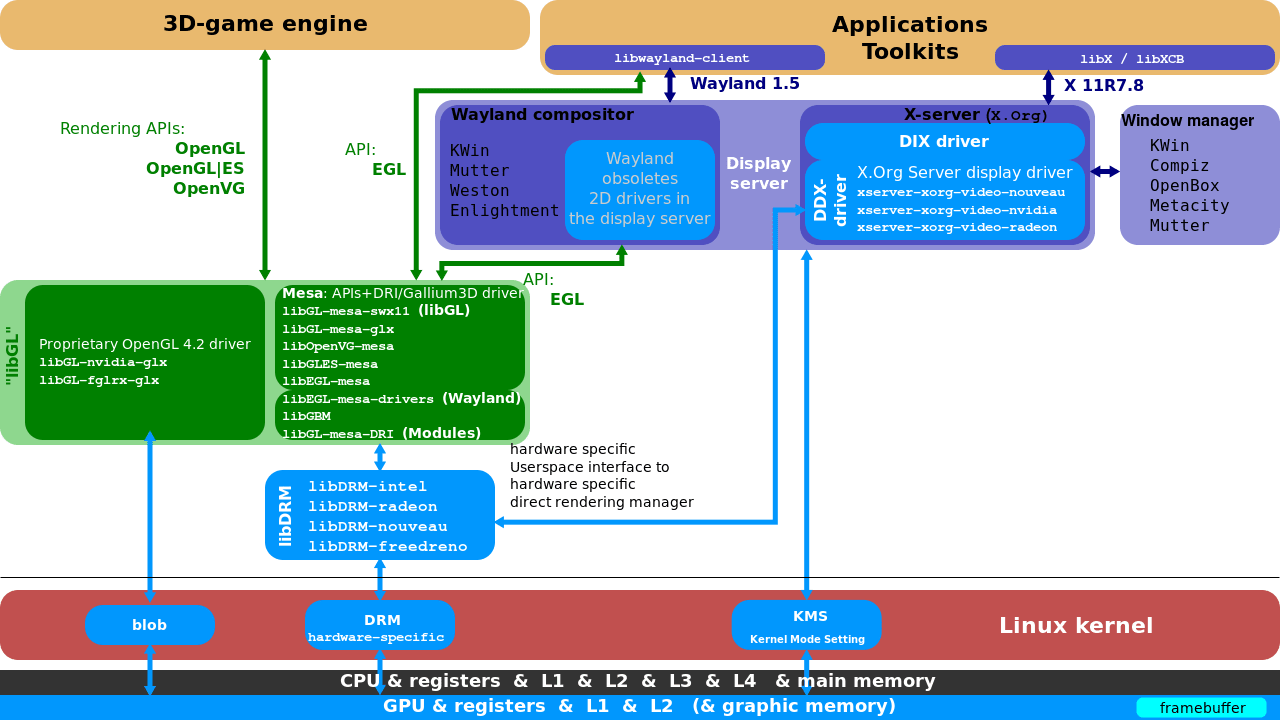 3D-game engine
Applications
Toolkits
libwayland-client
libX / libXCB
Wayland 1.5
X 11R7.8
Rendering APIs:
OpenGL
OpenGL|ES
OpenVG
API:
EGL
Wayland compositor
KWin
Mutter
Weston
Enlightment
Wayland
obsoletes
2D drivers in
the display server
Display
server
X-server (X.Org)
DIX driver
DDX-
driver
X.Org Server display driver
xserver-xorg-video-nouveau
xserver-xorg-video-nvidia
xserver-xorg-video-radeon
Window manager
KWin
Compiz
OpenBox
Metacity
Mutter
API:
EGL
"libGL"
Proprietary OpenGL 4.2 driver
libGL-nvidia-glx
libGL-fglrx-glx
Mesa: APIs+DRI/Gallium3D driver
libGL-mesa-swx11 (libGL)
libGL-mesa-glx
libOpenVG-mesa
libGLES-mesa
libEGL-mesa
libEGL-mesa-drivers (Wayland)
libGBM
libGL-mesa-DRI (Modules)
hardware specific
Userspace interface to
hardware specific
direct rendering manager
libDRM
libDRM-intel
libDRM-radeon
libDRM-nouveau
libDRM-freedreno
blob
DRM
hardware-specific
KMS
Kernel Mode Setting
Linux kernel
CPU & registers & L1 & L2 & L3 & L4 & main memory
GPU & registers & L1 & L2 (& graphic memory)
framebuffer